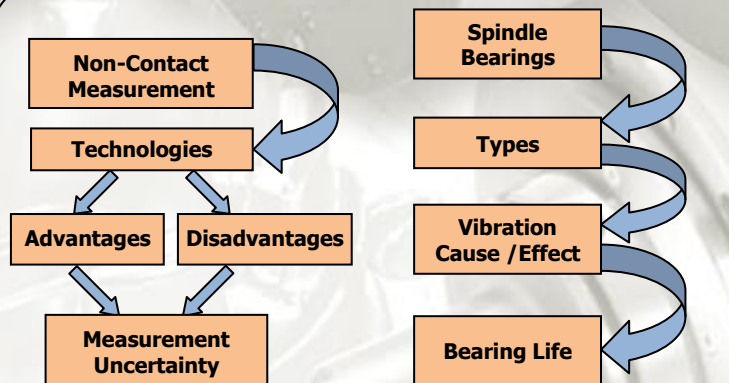 Non-Contact
Measurement
Technologies
Advantages
Disadvantages
Measurement
Uncertainty
Spindle
Bearings
Types
Vibration
Cause /Effect
Bearing Life